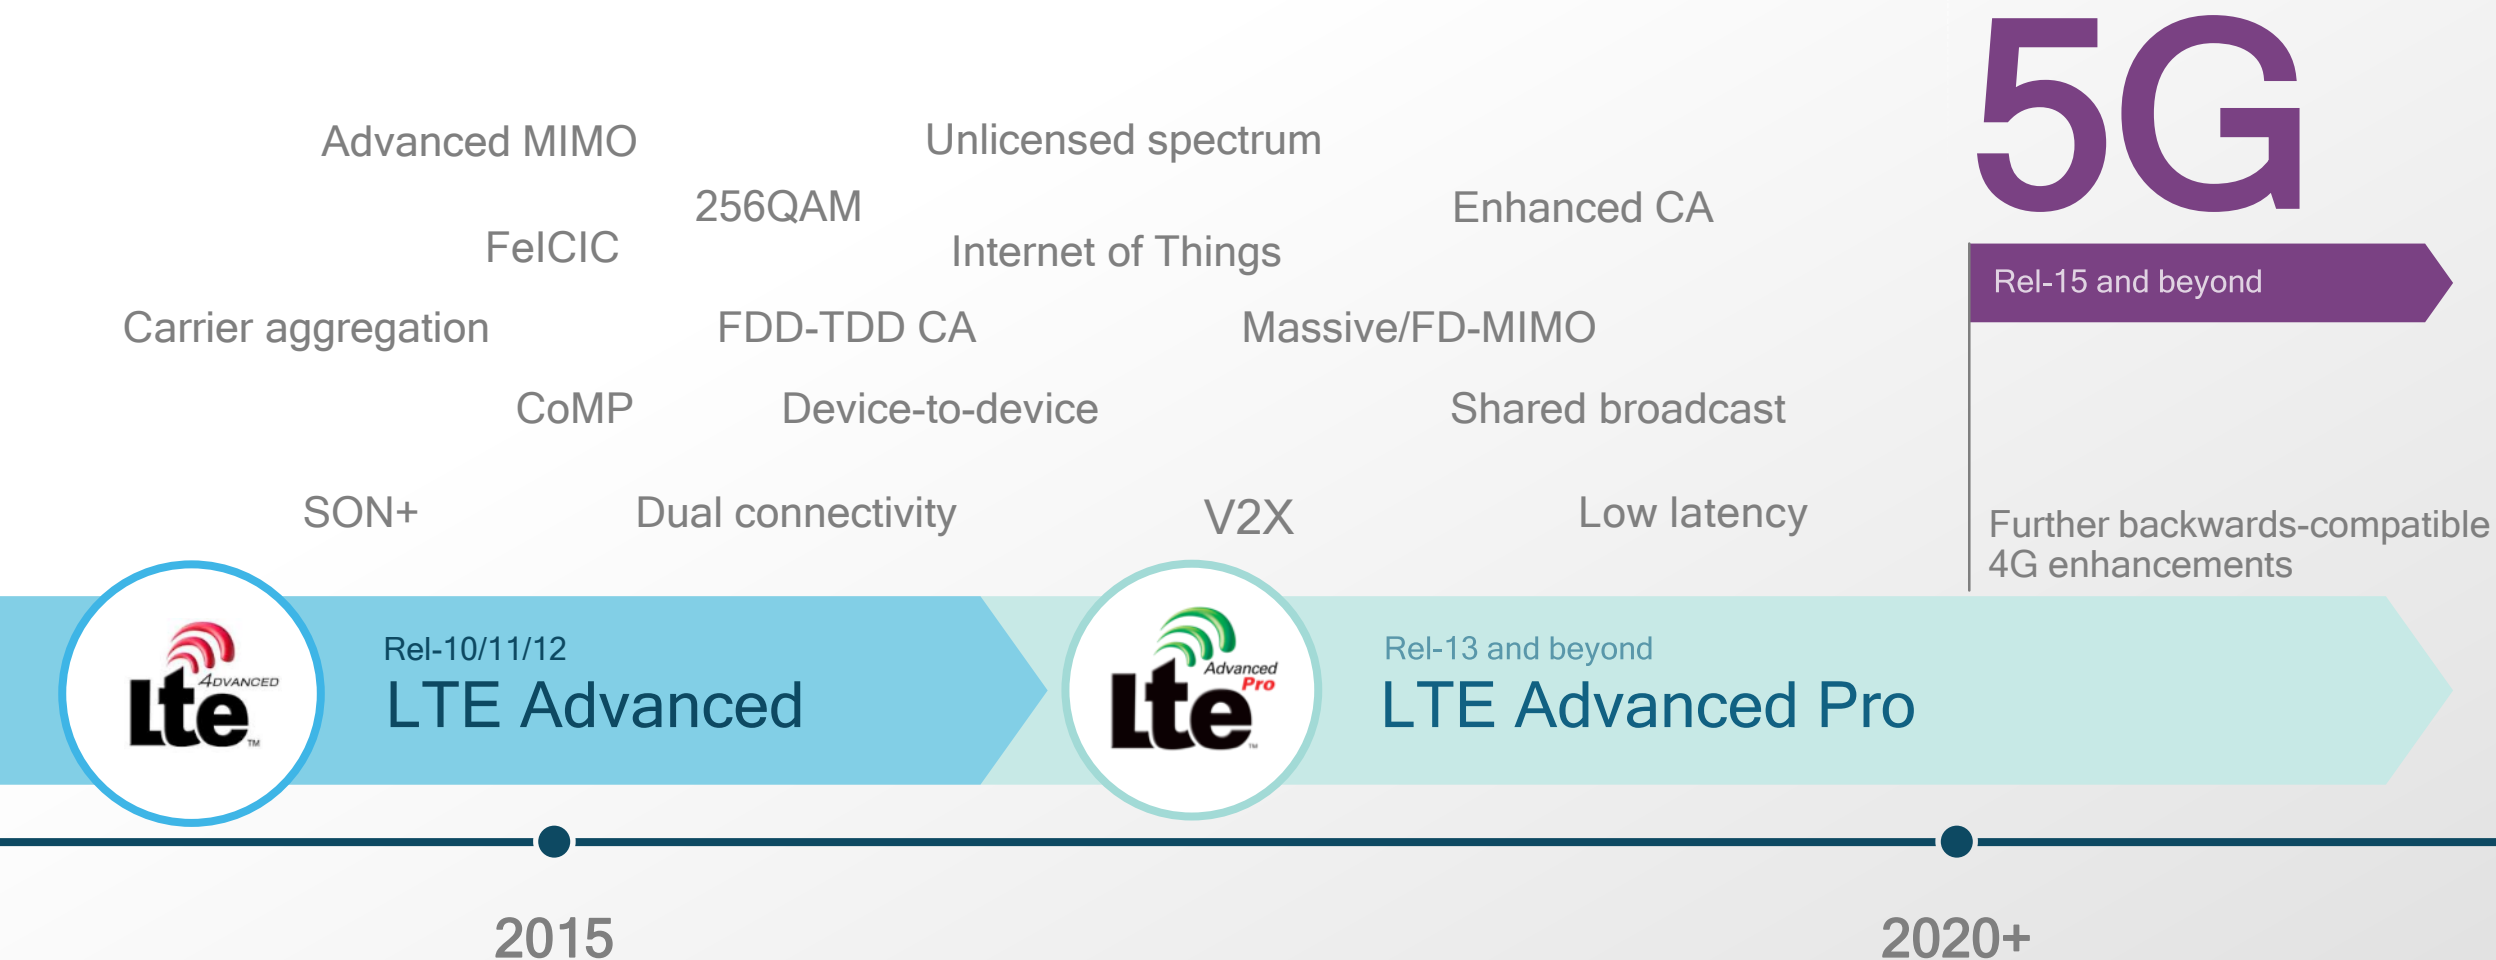 5G
Advanced MIMO
Unlicensed spectrum
256QAM
Enhanced CA
FeICIC
Internet of Things
Rel-15 and beyond
Carrier aggregation
FDD-TDD CA
Massive/FD-MIMO
CoMP
Device-to-device
Shared broadcast
SON+
Dual connectivity
V2X
Low latency
Further backwards-compatible
4G enhancements
Lte ADVANCED TM
Rel-10/11/12
LTE Advanced
Lte Advanced Pro TM
Rel-13 and beyond
LTE Advanced Pro
2015
2020+